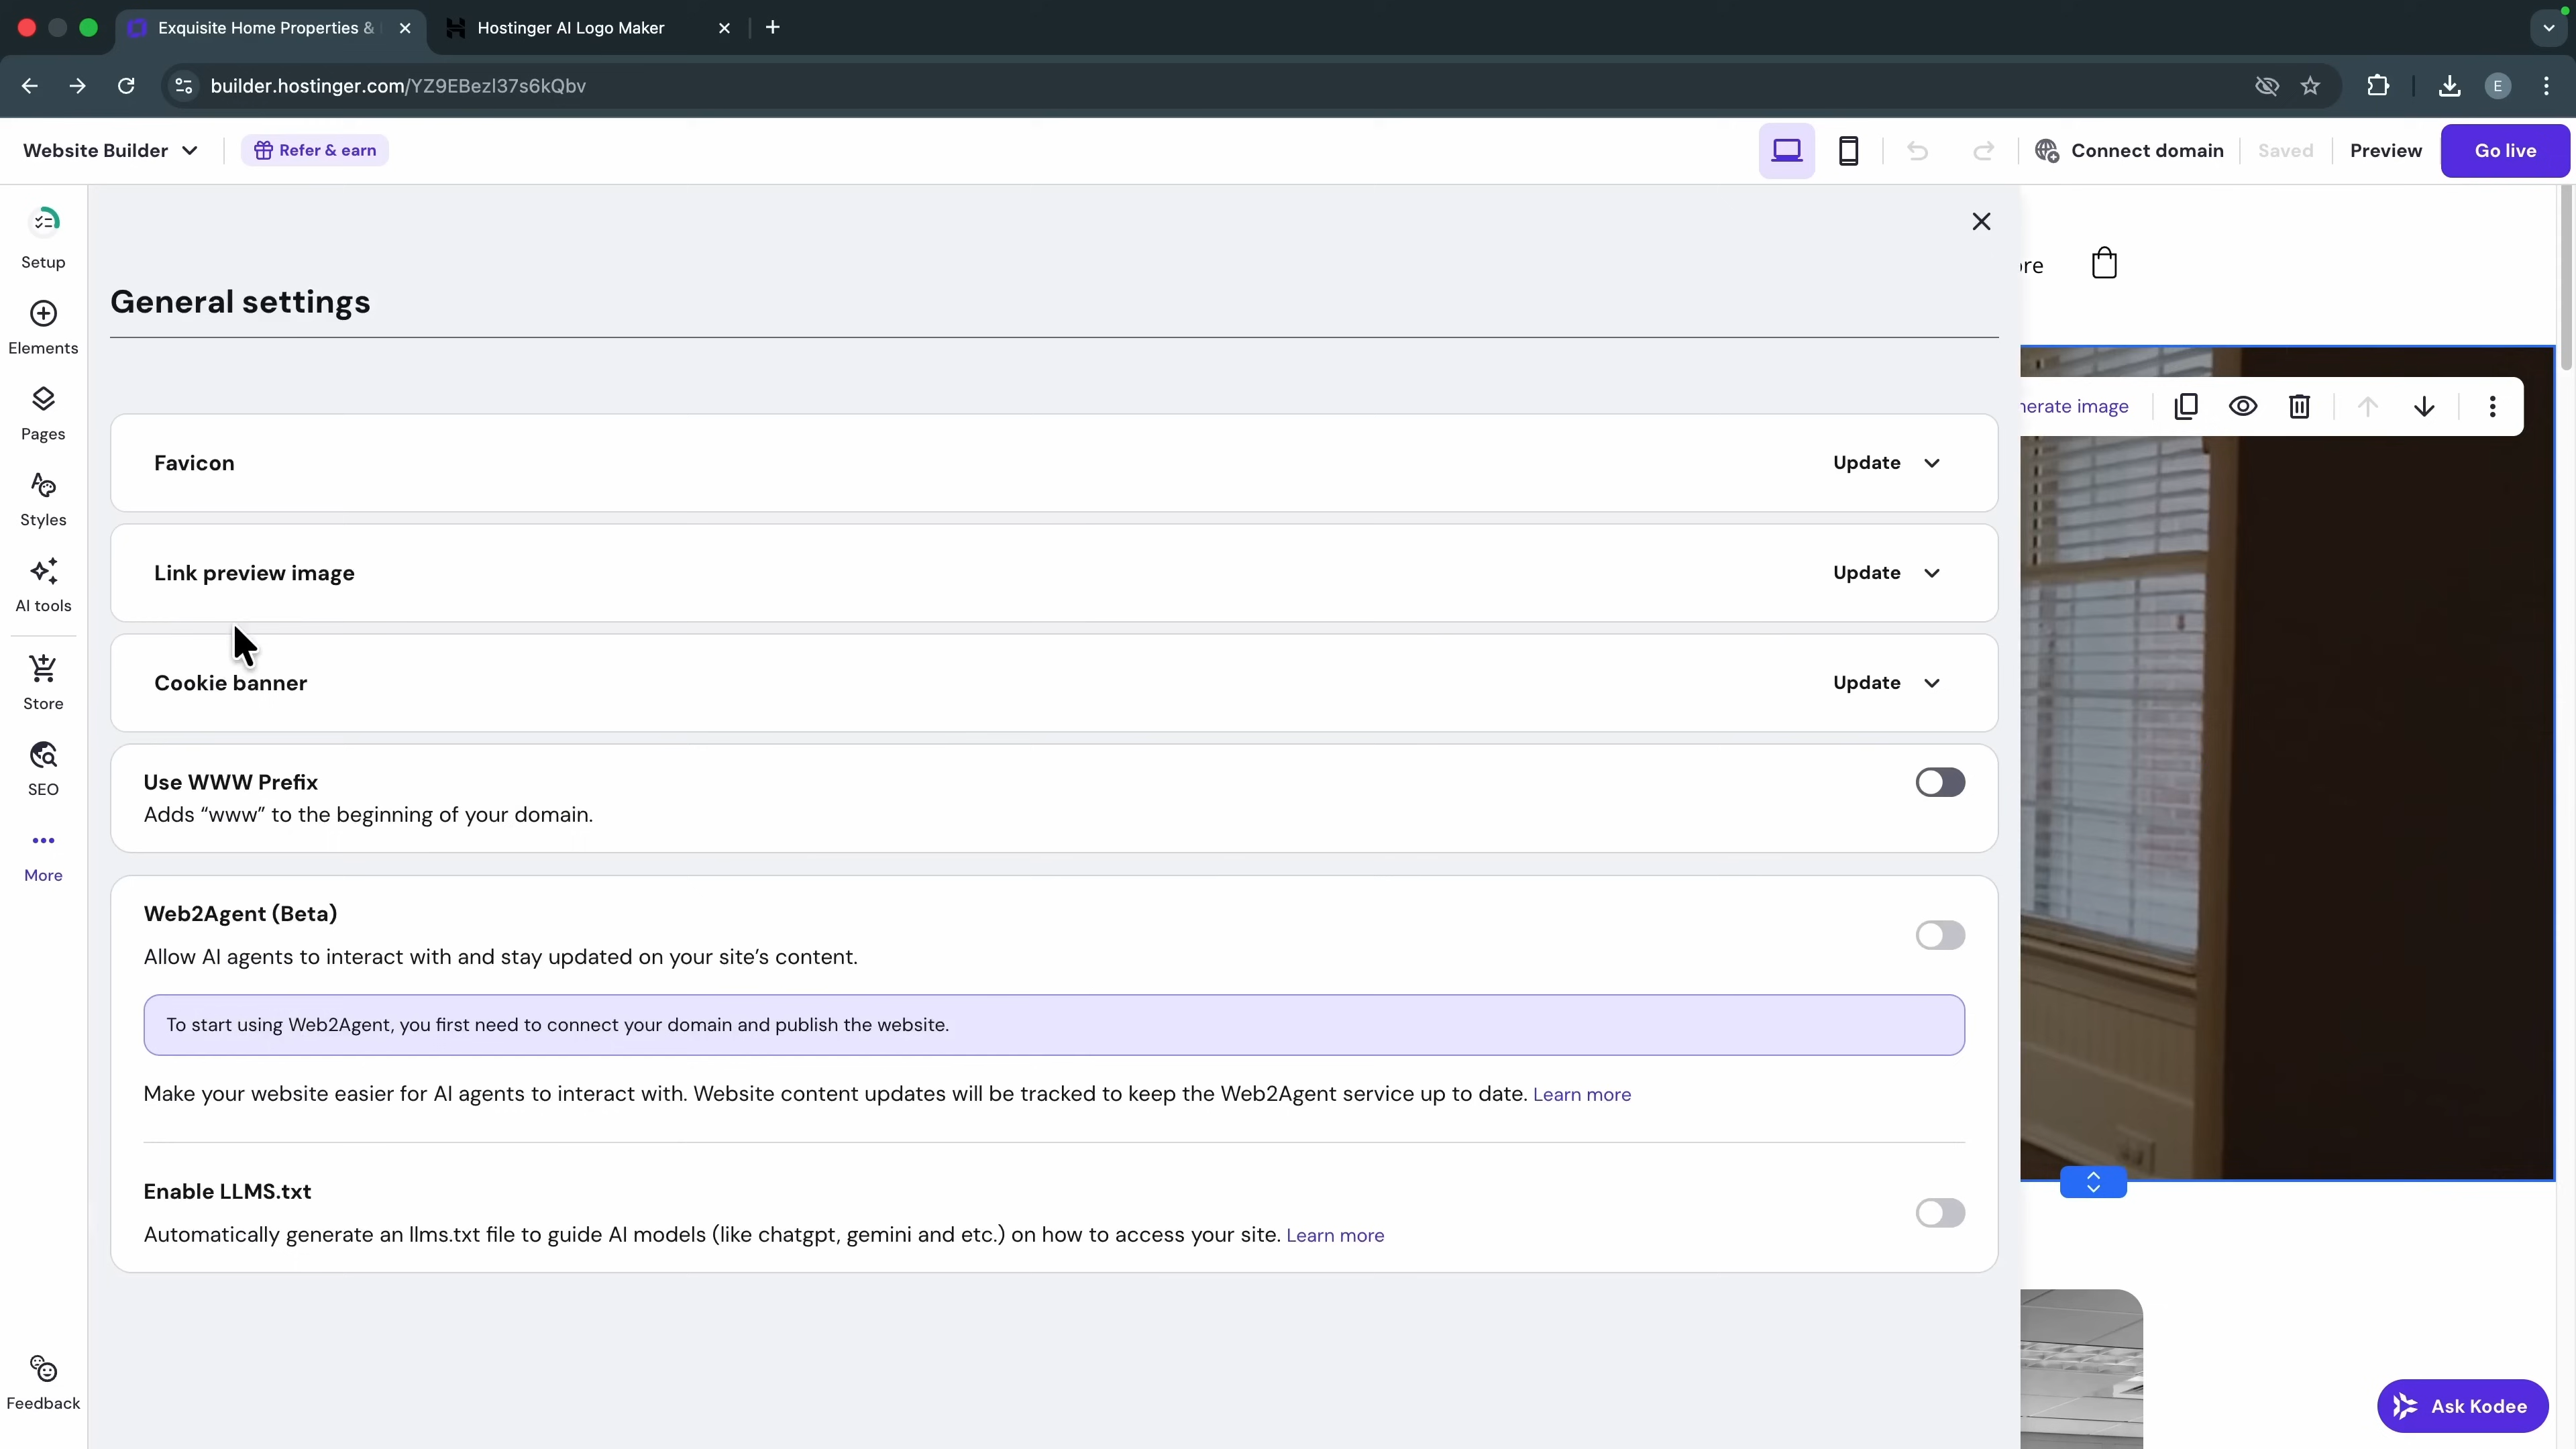 Exquisite Home Properties &
Hostinger AI Logo Maker
builder.hostinger.com/YZ9EBezl37s6kQbv
E
Website Builder
Refer & earn
Connect domain
Saved
Preview
Go live
Setup
Elements
Pages
Styles
AI tools
Store
SEO
More
Feedback
General settings
Favicon
Update
Link preview image
Update
Cookie banner
Update
Use WWW Prefix
Adds “www” to the beginning of your domain.
Web2Agent (Beta)
Allow AI agents to interact with and stay updated on your site’s content.
To start using Web2Agent, you first need to connect your domain and publish the website.
Make your website easier for AI agents to interact with. Website content updates will be tracked to keep the Web2Agent service up to date. Learn more
Enable LLMS.txt
Automatically generate an llms.txt file to guide AI models (like chatgpt, gemini and etc.) on how to access your site. Learn more
image
Ask Kodee